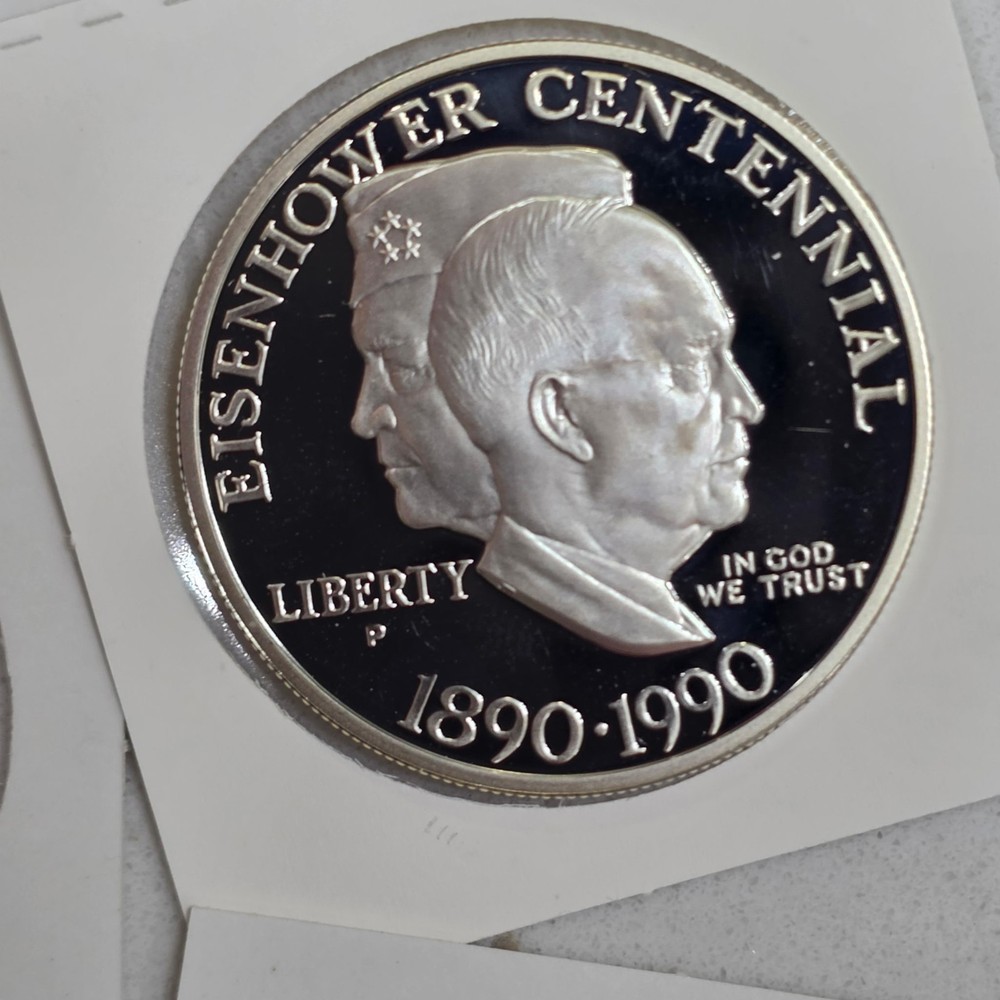 EISENHOWER CENTENNIAL
LIBERTY
P
IN GOD
WE TRUST
1890·1990